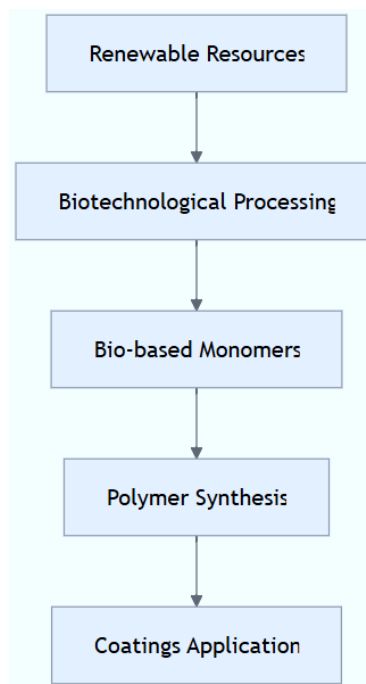 Renewable Resources
Biotechnological Processing
Bio-based Monomers
Polymer Synthesis
Coatings Application